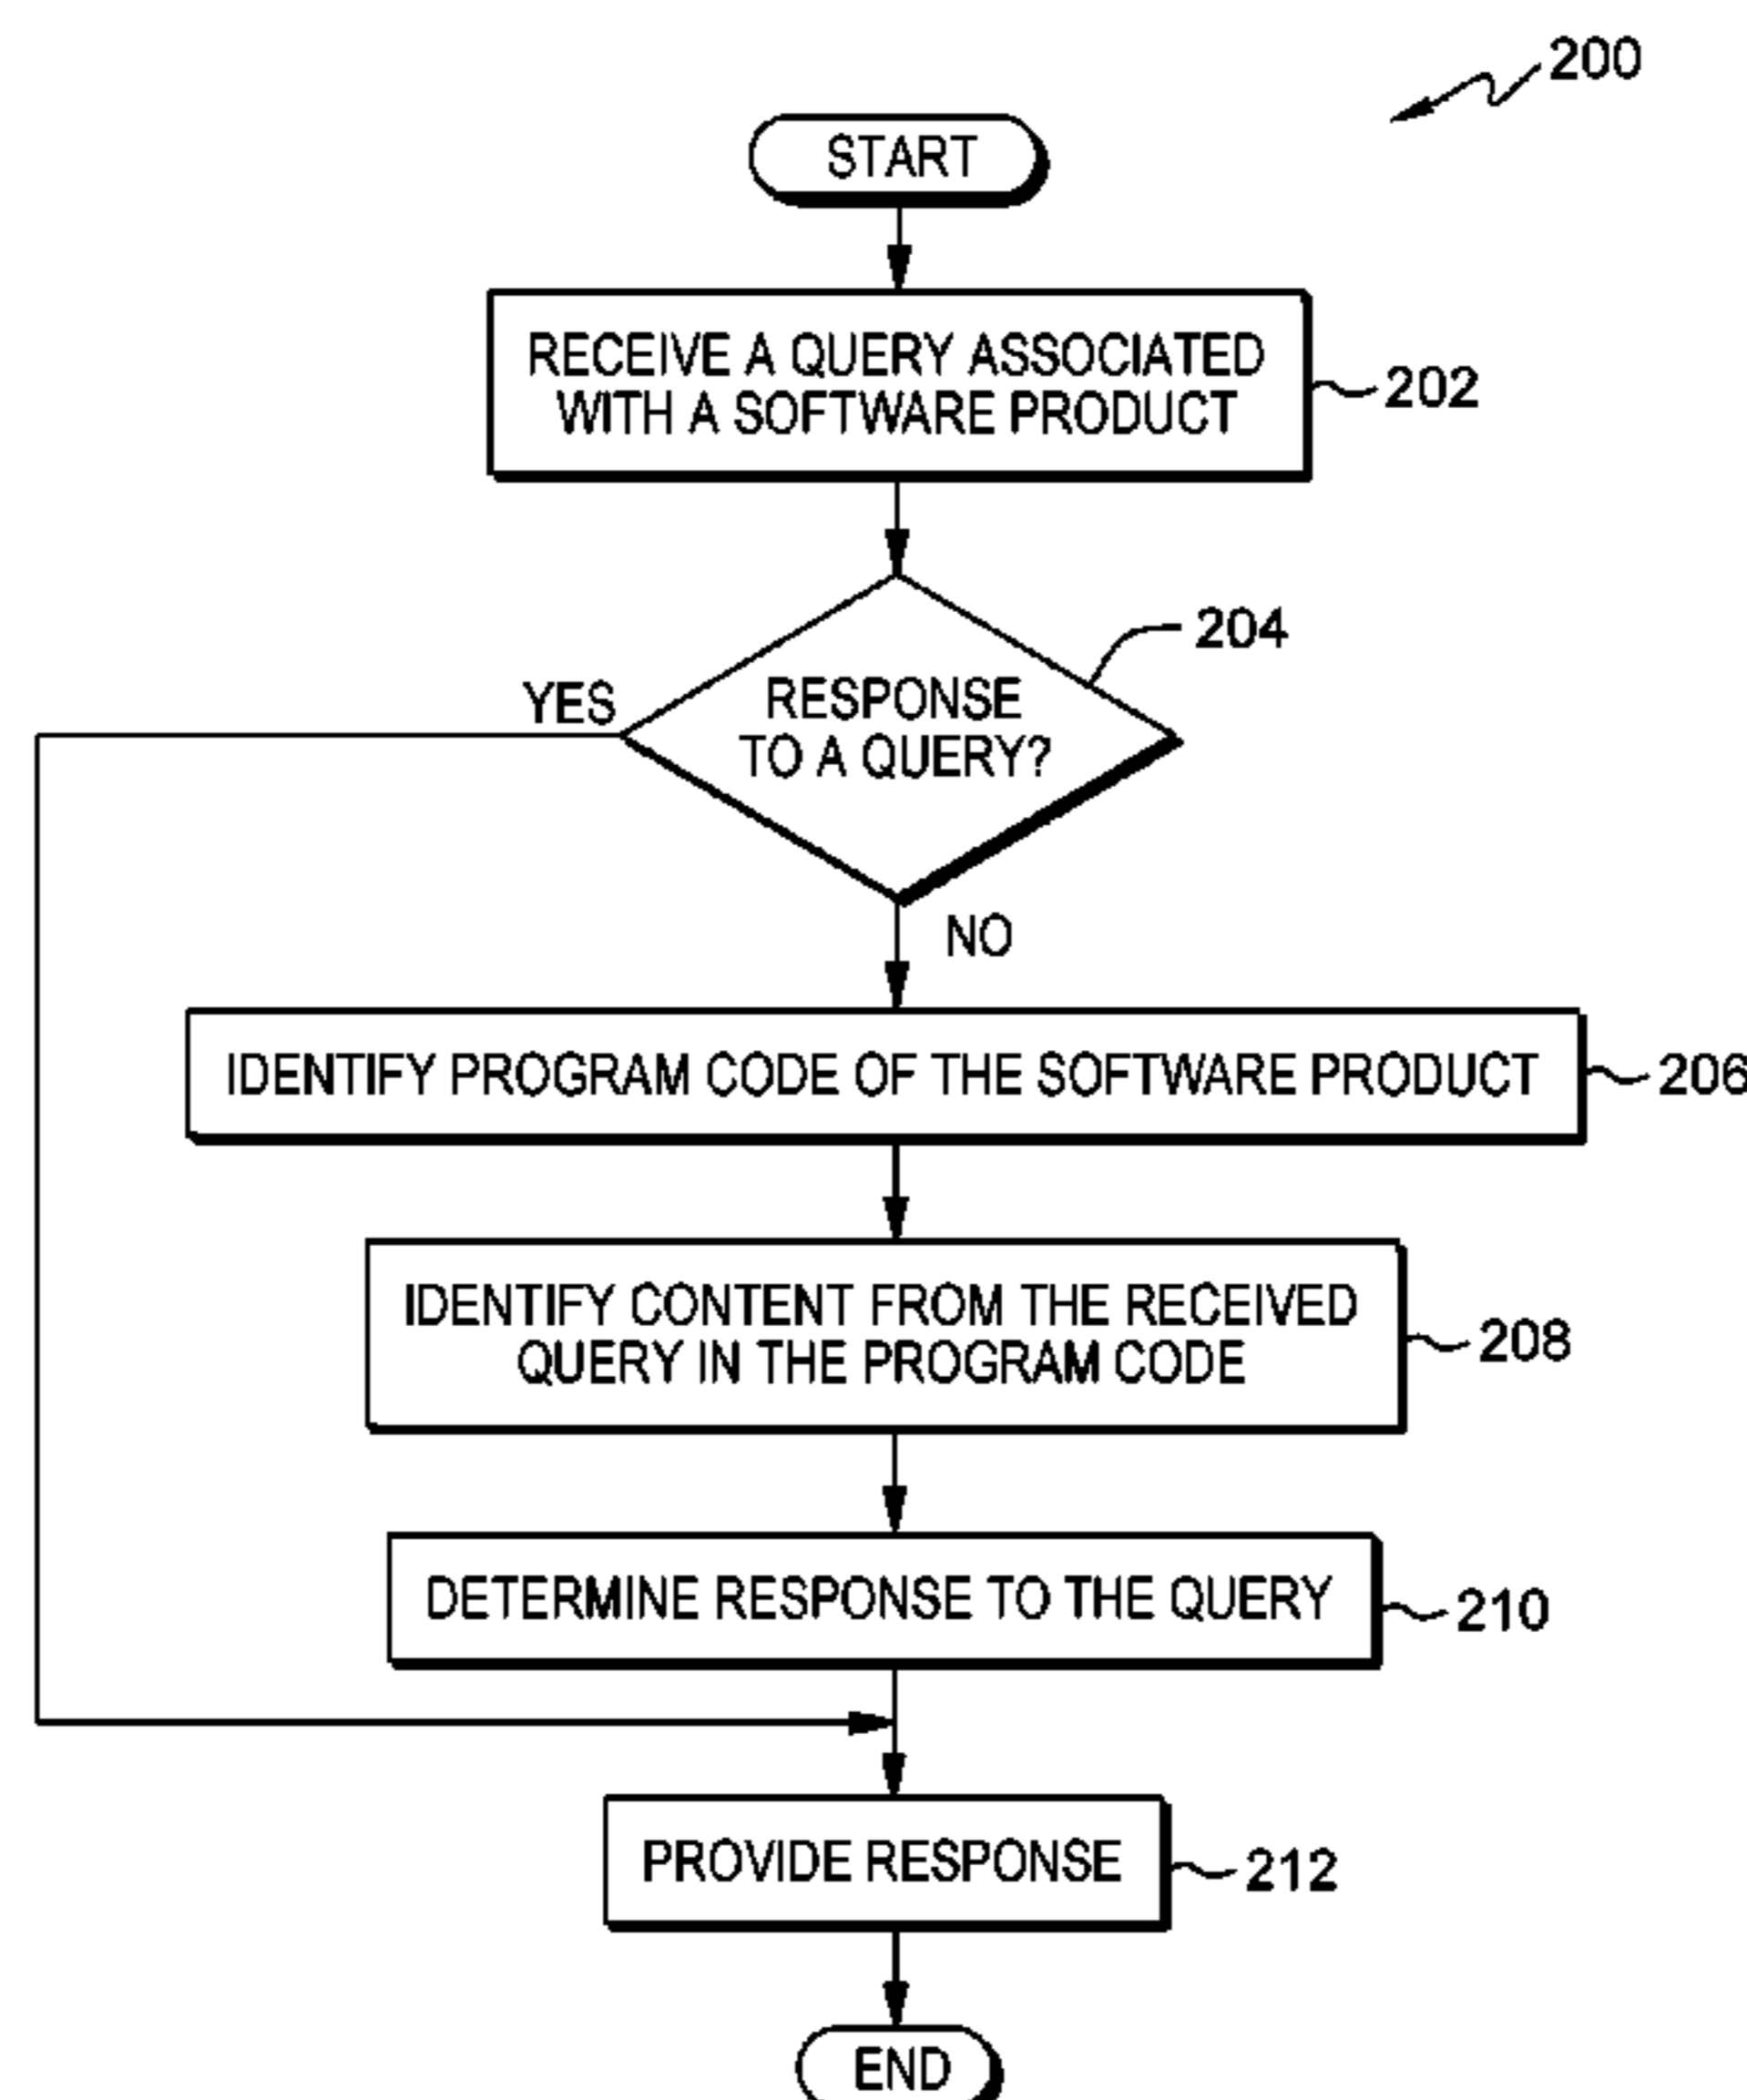 200
START
RECEIVE A QUERY ASSOCIATED
WITH A SOFTWARE PRODUCT
202
204
RESPONSE
TO A QUERY?
YES
NO
IDENTIFY PROGRAM CODE OF THE SOFTWARE PRODUCT
206
IDENTIFY CONTENT FROM THE RECEIVED
QUERY IN THE PROGRAM CODE
208
DETERMINE RESPONSE TO THE QUERY
210
PROVIDE RESPONSE
212
END